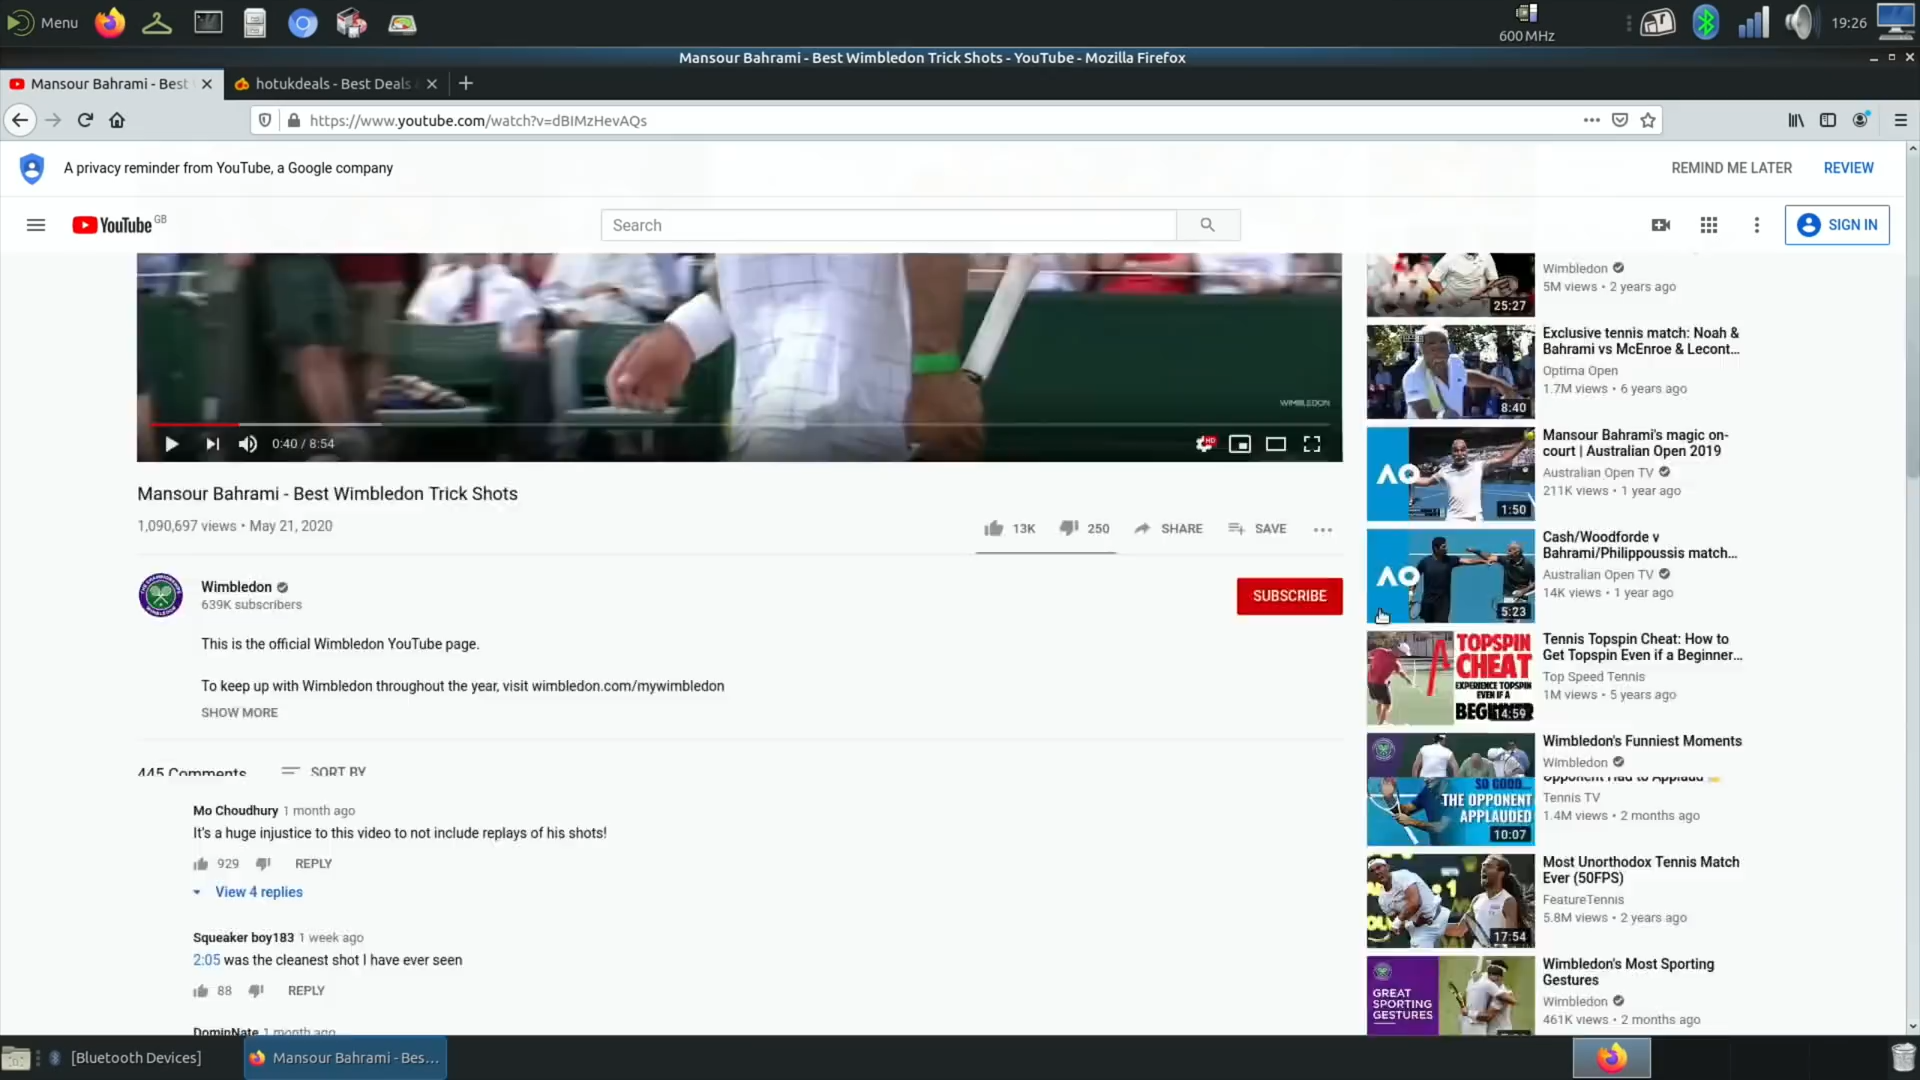 Menu
600 MHz
19:26
Mansour Bahrami - Best Wimbledon Trick Shots - YouTube - Mozilla Firefox
Mansour Bahrami - Best
hotukdeals - Best Deals
https://www.youtube.com/watch?v=dBIMzHevAQs
A privacy reminder from YouTube, a Google company
REMIND ME LATER
REVIEW
YouTube GB
Search
SIGN IN
WIMBLEDON
0:40 / 8:54
HD
Mansour Bahrami - Best Wimbledon Trick Shots
1,090,697 views • May 21, 2020
13K
250
SHARE
SAVE
Wimbledon
639K subscribers
SUBSCRIBE
This is the official Wimbledon YouTube page.
To keep up with Wimbledon throughout the year, visit wimbledon.com/mywimbledon
SHOW MORE
445 Comments
SORT BY
Mo Choudhury 1 month ago
It's a huge injustice to this video to not include replays of his shots!
929
REPLY
View 4 replies
Squeaker boy183 1 week ago
2:05 was the cleanest shot I have ever seen
88
REPLY
DominNate 1 month ago
25:27
Wimbledon
5M views • 2 years ago
8:40
Exclusive tennis match: Noah &
Bahrami vs McEnroe & Lecont...
Optima Open
1.7M views • 6 years ago
AO
1:50
Mansour Bahrami's magic on-
court | Australian Open 2019
Australian Open TV
211K views • 1 year ago
AO
5:23
Cash/Woodforde v
Bahrami/Philippoussis match...
Australian Open TV
14K views • 1 year ago
TOPSPIN
CHEAT
EXPERIENCE TOPSPIN
EVEN IF A
BEGINNER
14:59
Tennis Topspin Cheat: How to
Get Topspin Even if a Beginner...
Top Speed Tennis
1M views • 5 years ago
Wimbledon's Funniest Moments
Wimbledon
SO GOOD...
THE OPPONENT
APPLAUDED
10:07
Opponent Had to Applaud
Tennis TV
1.4M views • 2 months ago
17:54
Most Unorthodox Tennis Match
Ever (50FPS)
FeatureTennis
5.8M views • 2 years ago
GREAT
SPORTING
GESTURES
Wimbledon's Most Sporting
Gestures
Wimbledon
461K views • 2 months ago
[Bluetooth Devices]
Mansour Bahrami - Bes...